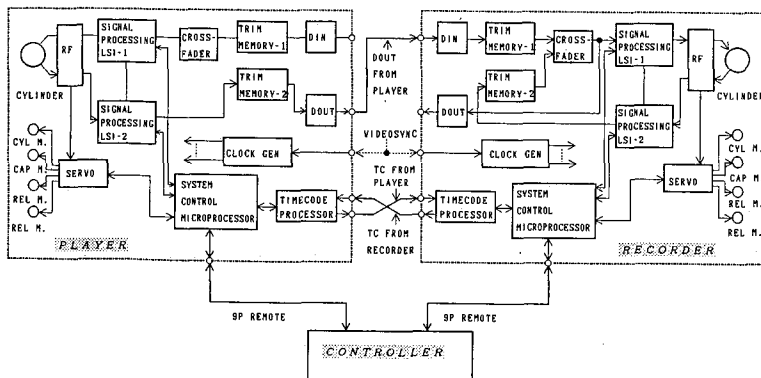 SIGNAL
PROCESSING
LSI-1
RF
CYLINDER
SIGNAL
PROCESSING
LSI-2
CROSS-
FADER
TRIM
MEMORY-1
DIN
TRIM
MEMORY-2
DOUT
CYL M.
CAP M.
REL M.
REL M.
SERVO
CLOCK GEN
SYSTEM
CONTROL
MICROPROCESSOR
TIMECODE
PROCESSOR
PLAYER
DOUT
FROM
PLAYER
VIDEOSYNC
TC FROM
PLAYER
TC FROM
RECORDER
DIN
TRIM
MEMORY-1
CROSS-
FADER
SIGNAL
PROCESSING
LSI-1
RF
CYLINDER
TRIM
MEMORY-2
DOUT
SIGNAL
PROCESSING
LSI-2
CLOCK GEN
SERVO
CYL M.
CAP M.
REL M.
REL M.
TIMECODE
PROCESSOR
SYSTEM
CONTROL
MICROPROCESSOR
RECORDER
9P REMOTE
9P REMOTE
CONTROLLER